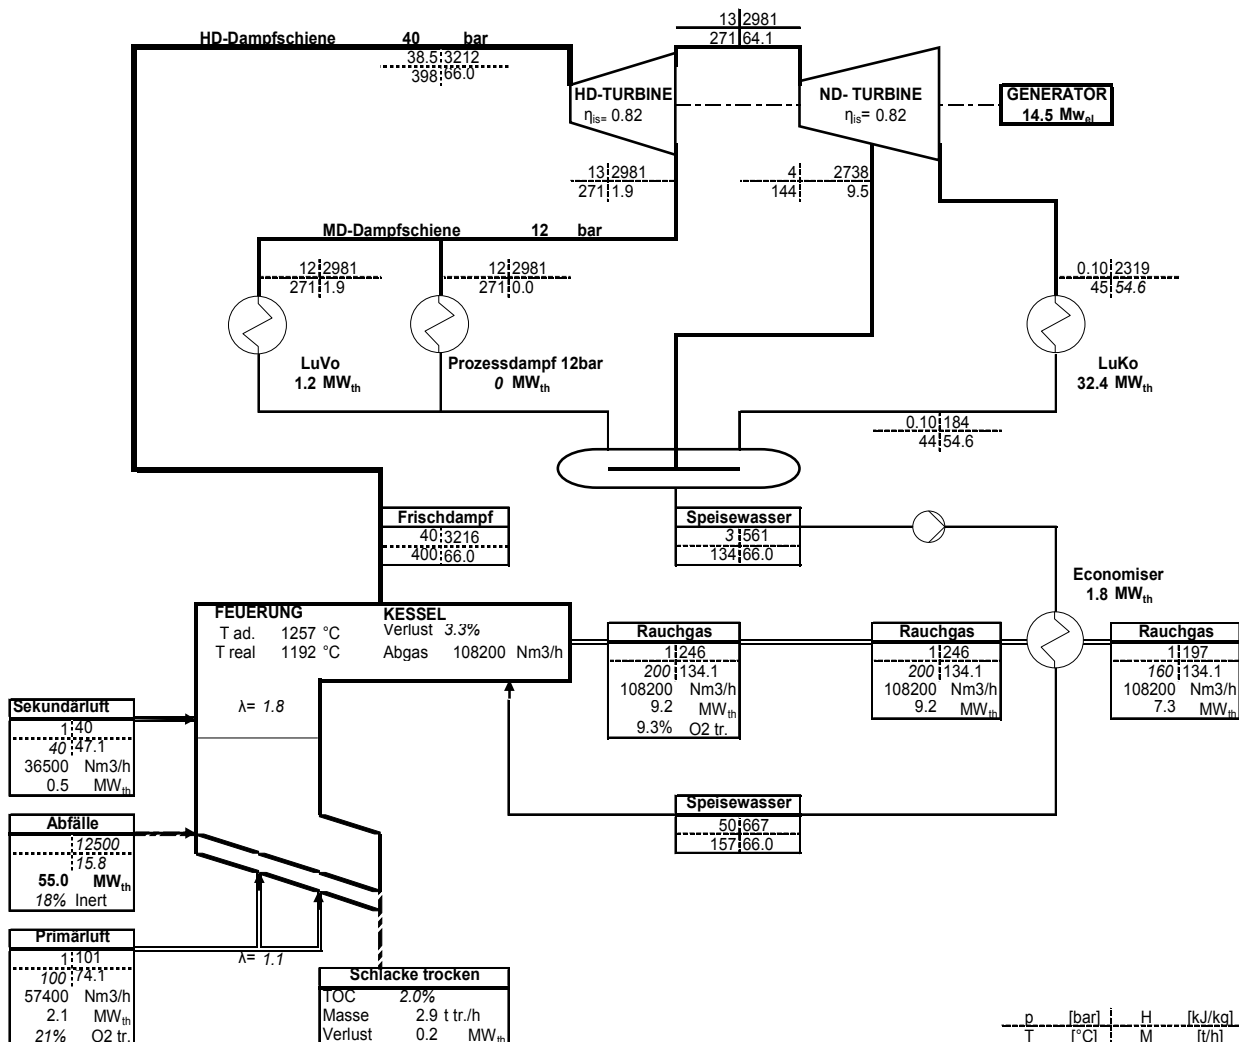 13 2981
271 64.1
HD-Dampfschiene 40 bar
38.5 3212
398 66.0
HD-TURBINE
ηis= 0.82
ND- TURBINE
ηis= 0.82
GENERATOR
14.5 Mwel
13 2981
271 1.9
4 2738
144 9.5
MD-Dampfschiene 12 bar
12 2981
271 1.9
12 2981
271 0.0
0.10 2319
45 54.6
LuVo
1.2 MWth
Prozessdampf 12bar
0 MWth
LuKo
32.4 MWth
0.10 184
44 54.6
Frischdampf
40 3216
400 66.0
Speisewasser
3 561
134 66.0
Economiser
1.8 MWth
FEUERUNG
T ad. 1257 °C
T real 1192 °C
KESSEL
Verlust 3.3%
Abgas 108200 Nm3/h
Rauchgas
1 246
200 134.1
108200 Nm3/h
9.2 MWth
9.3% O2 tr.
Rauchgas
1 246
200 134.1
108200 Nm3/h
9.2 MWth
Rauchgas
1 197
160 134.1
108200 Nm3/h
7.3 MWth
Sekundärluft
1 40
40 47.1
36500 Nm3/h
0.5 MWth
λ= 1.8
Abfälle
12500
15.8
55.0 MWth
18% Inert
Speisewasser
50 667
157 66.0
Primärluft
1 101
100 74.1
57400 Nm3/h
2.1 MWth
21% O2 tr.
λ= 1.1
Schlacke trocken
TOC 2.0%
Masse 2.9 t tr./h
Verlust 0.2 MWth
p [bar] H [kJ/kg]
T [°C] M [t/h]